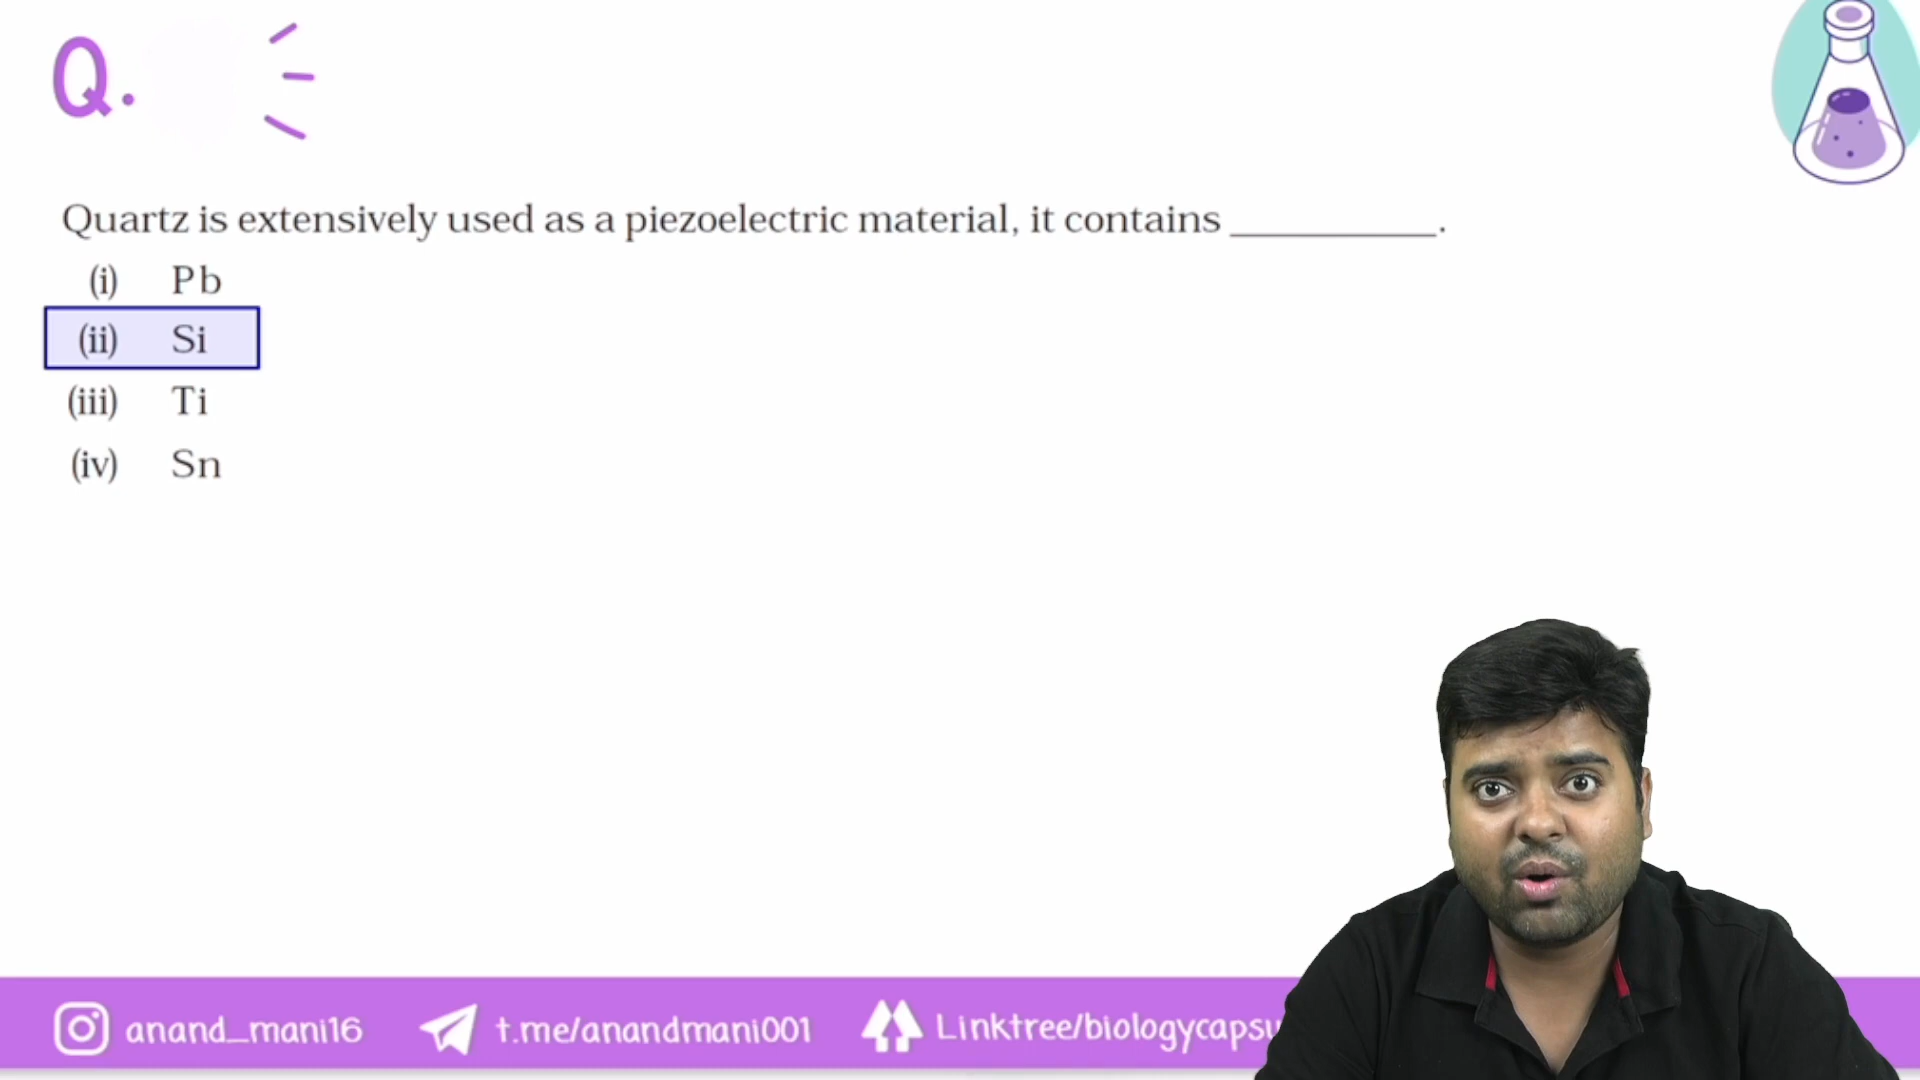 Q.
Quartz is extensively used as a piezoelectric material, it contains __________.
(i) Pb
(ii) Si
(iii) Ti
(iv) Sn
anand_mani16 t.me/anandmani001 Linktree/biologycapsu